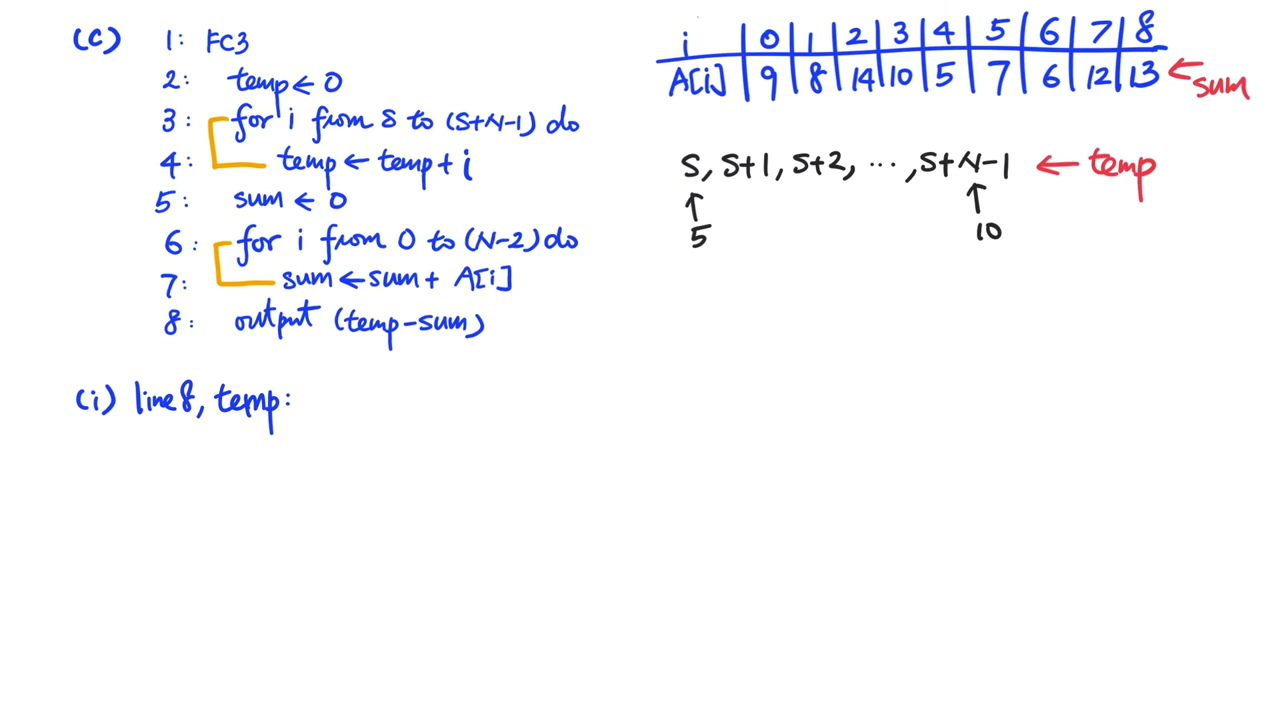 (C) 1: FC3
2: temp ← 0
3: for i from S to (S+N-1) do
4: temp ← temp + i
5: sum ← 0
6: for i from 0 to (N-2) do
7: sum ← sum + A[i]
8: output (temp-sum)
(i) line 8, temp:
i 0 1 2 3 4 5 6 7 8
A[i] 9 8 14 10 5 7 6 12 13 ← sum
S, S+1, S+2, ..., S+N-1 ← temp
↑ ↑
5 10